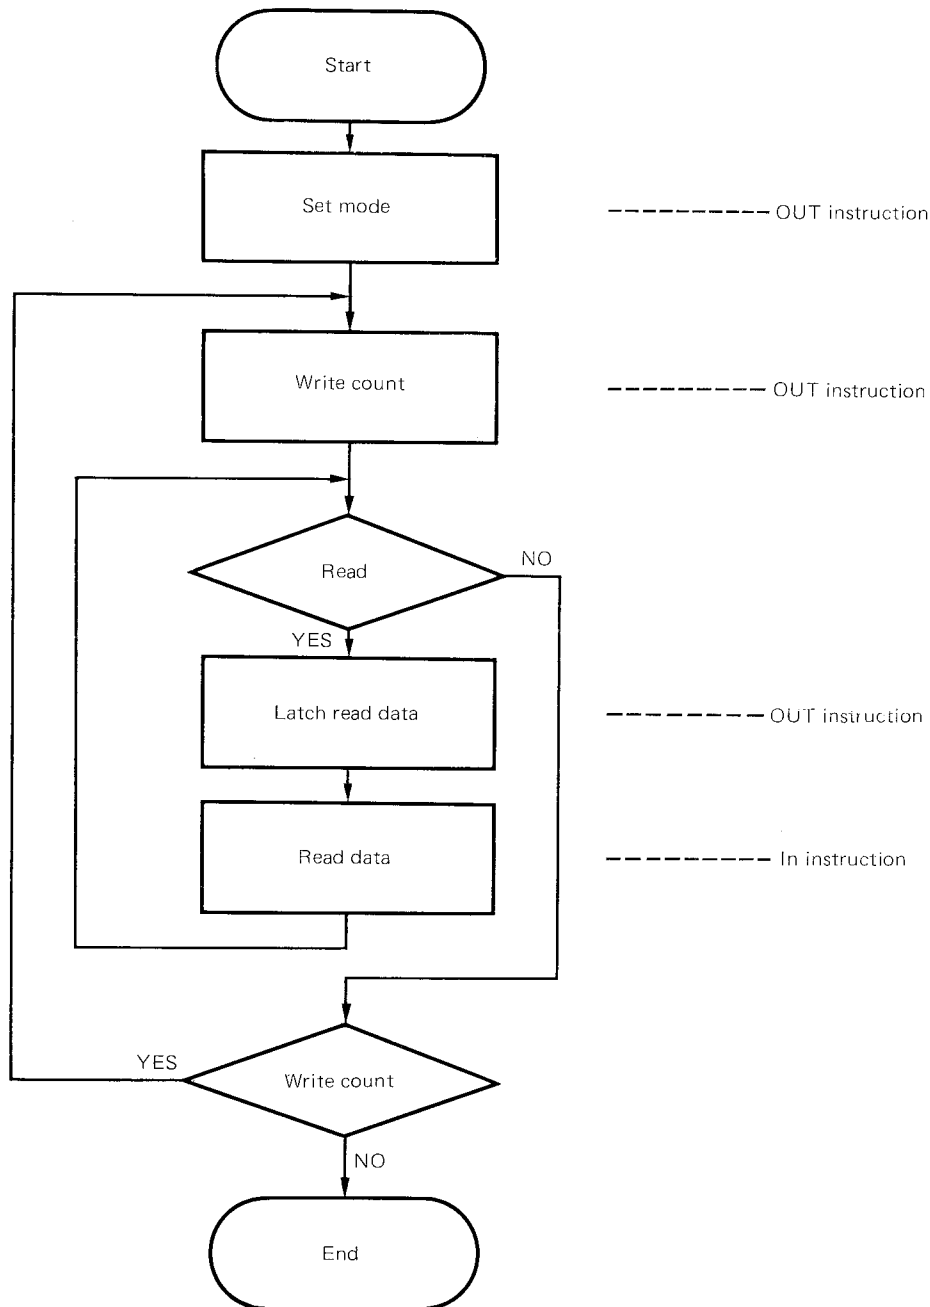 Start
Set mode
OUT instruction
Write count
OUT instruction
Read
NO
YES
Latch read data
OUT instruction
Read data
In instruction
YES
Write count
NO
End